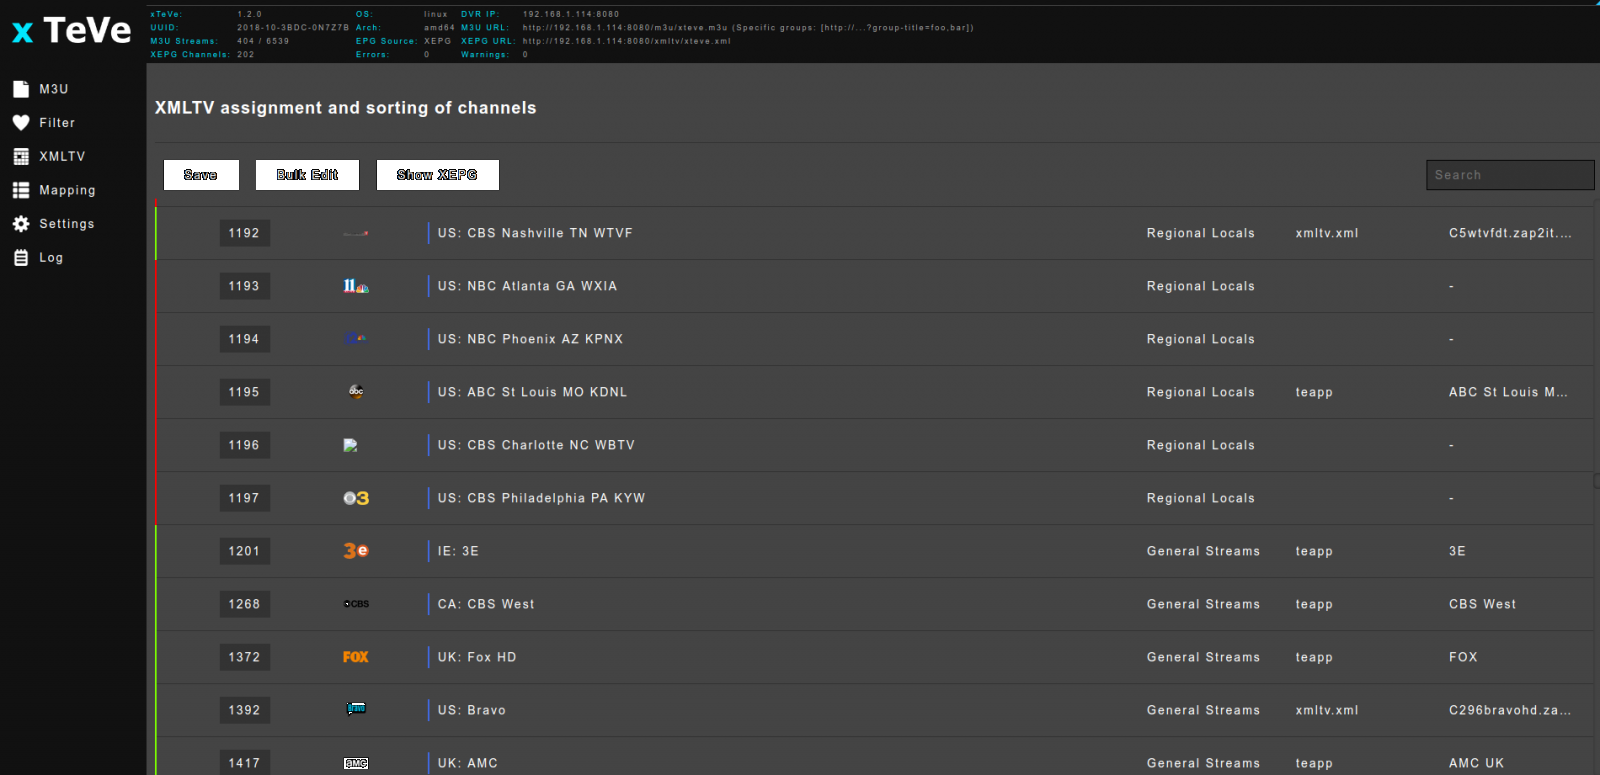 x TeVe
xTeVe: 1.2.0 OS: linux DVR IP: 192.168.1.114:8080
UUID: 2018-10-3BDC-0N7Z7B Arch: amd64 M3U URL: http://192.168.1.114:8080/m3u/xteve.m3u (Specific groups: [http://...?group-title=foo,bar])
M3U Streams: 404 / 6539 EPG Source: XEPG XEPG URL: http://192.168.1.114:8080/xmltv/xteve.xml
XEPG Channels: 202 Errors: 0 Warnings: 0
M3U
Filter
XMLTV
Mapping
Settings
Log
XMLTV assignment and sorting of channels
Save Bulk Edit Show XEPG Search
1192 US: CBS Nashville TN WTVF Regional Locals xmltv.xml C5wtvfdt.zap2it....
1193 11 US: NBC Atlanta GA WXIA Regional Locals -
1194 US: NBC Phoenix AZ KPNX Regional Locals -
1195 abc US: ABC St Louis MO KDNL Regional Locals teapp ABC St Louis M...
1196 US: CBS Charlotte NC WBTV Regional Locals -
1197 3 US: CBS Philadelphia PA KYW Regional Locals -
1201 3e IE: 3E General Streams teapp 3E
1268 CBS CA: CBS West General Streams teapp CBS West
1372 FOX UK: Fox HD General Streams teapp FOX
1392 bravo US: Bravo General Streams xmltv.xml C296bravohd.za...
1417 AMC UK: AMC General Streams teapp AMC UK